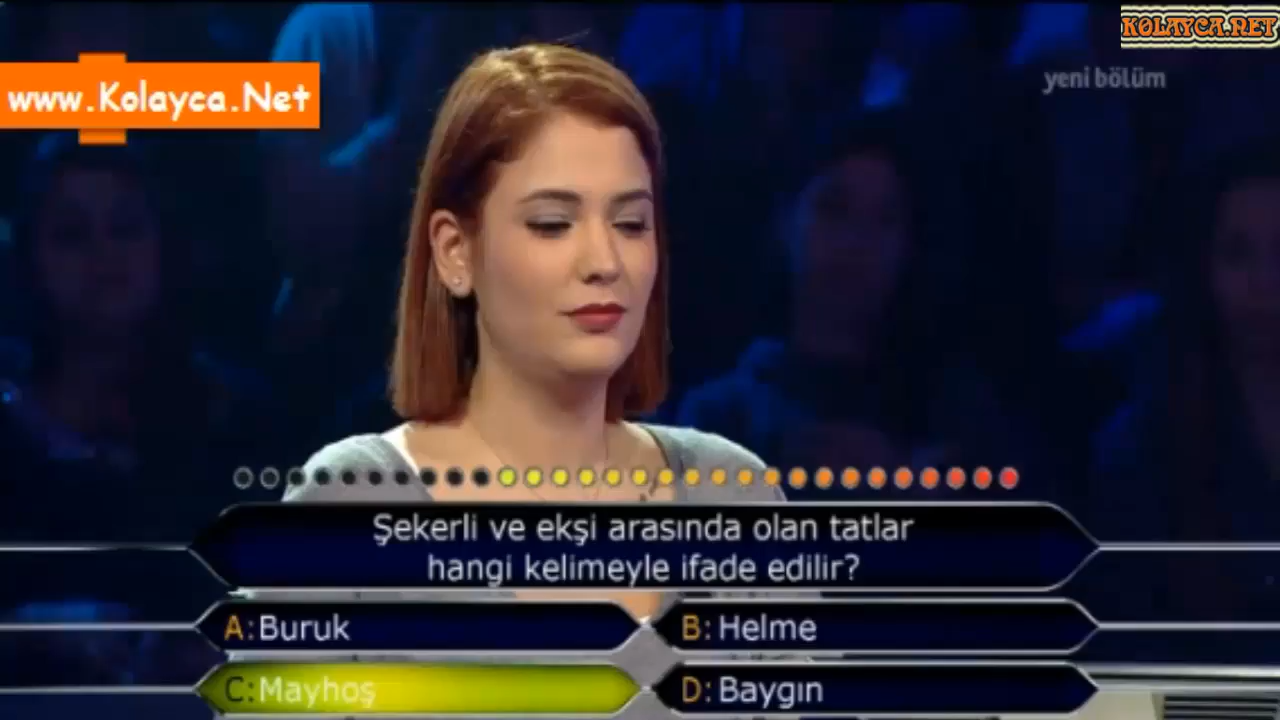 KOLAYCA.NET
yeni bölüm
www.Kolayca.Net
Şekerli ve ekşi arasında olan tatlar
hangi kelimeyle ifade edilir?
A: Buruk
B: Helme
C: Mayhoş
D: Baygın